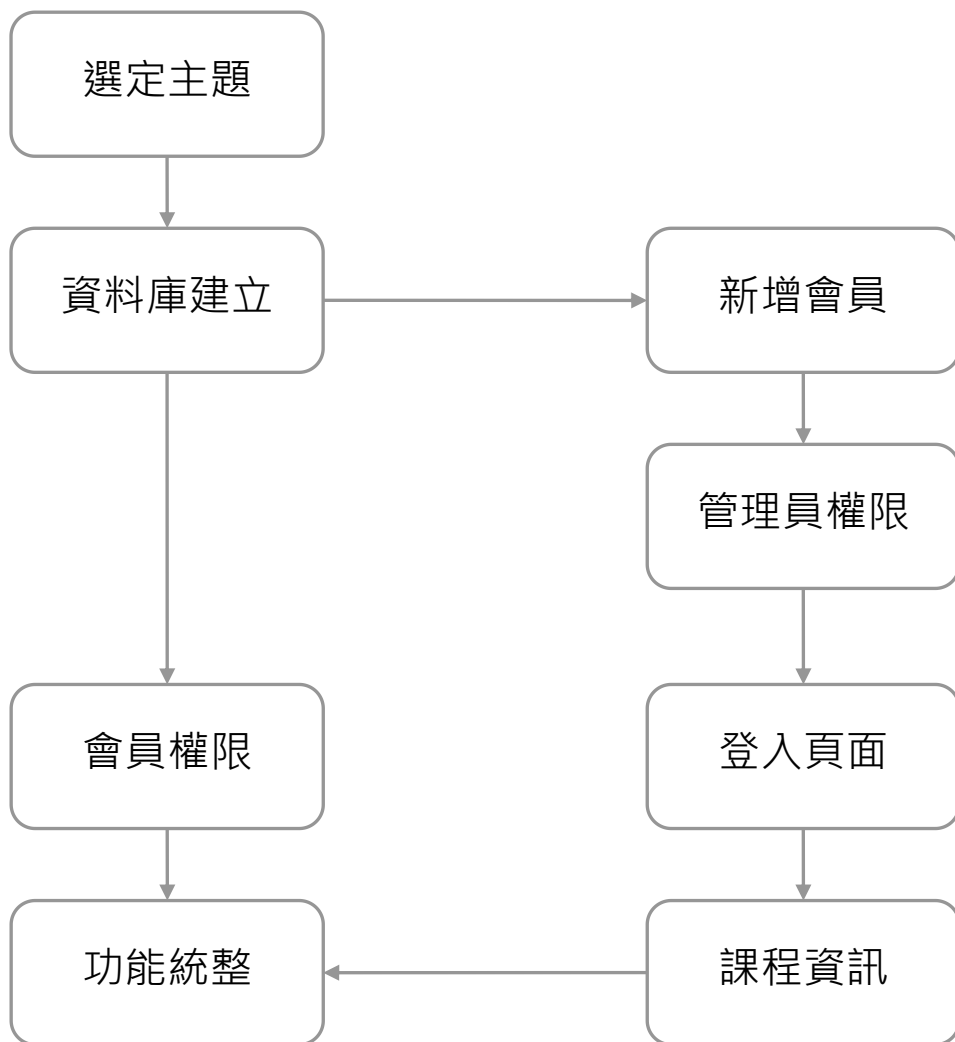 選定主題
資料庫建立
新增會員
管理員權限
會員權限
登入頁面
功能統整
課程資訊